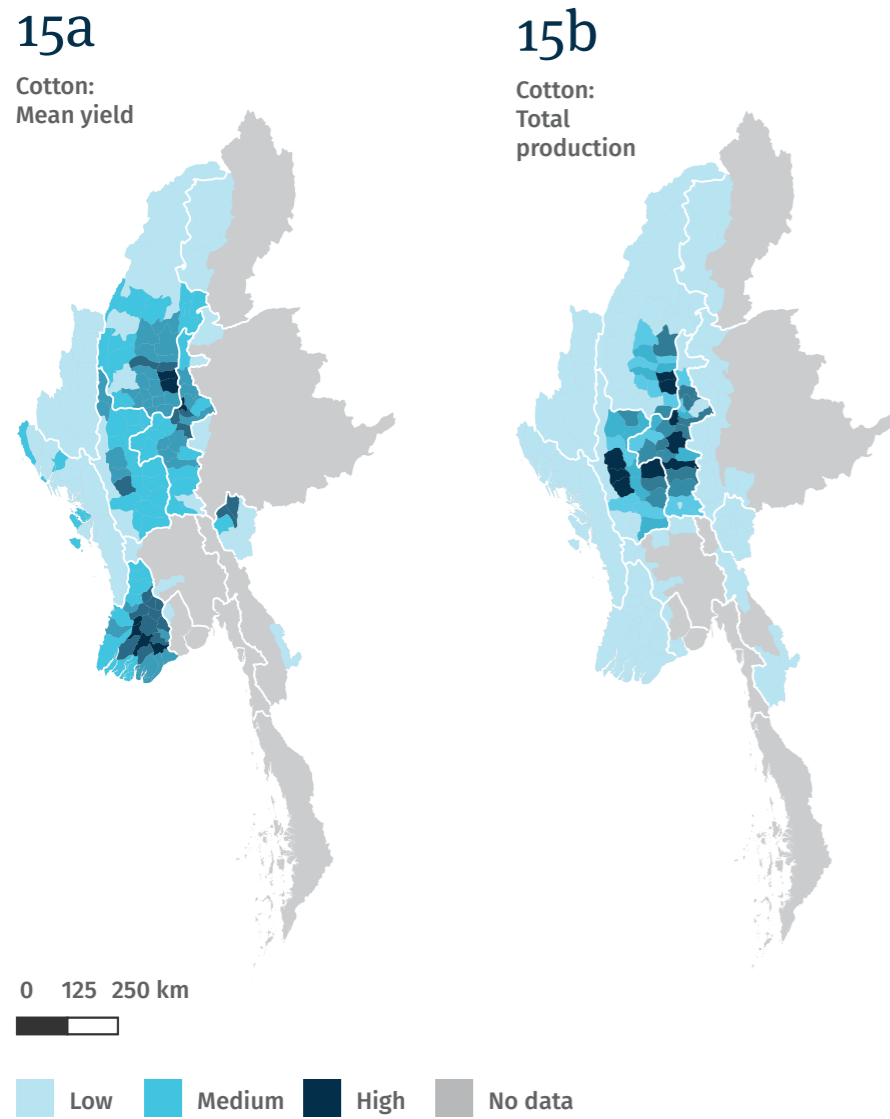 15a
Cotton:
Mean yield
15b
Cotton:
Total
production
0 125 250 km
Low Medium High No data